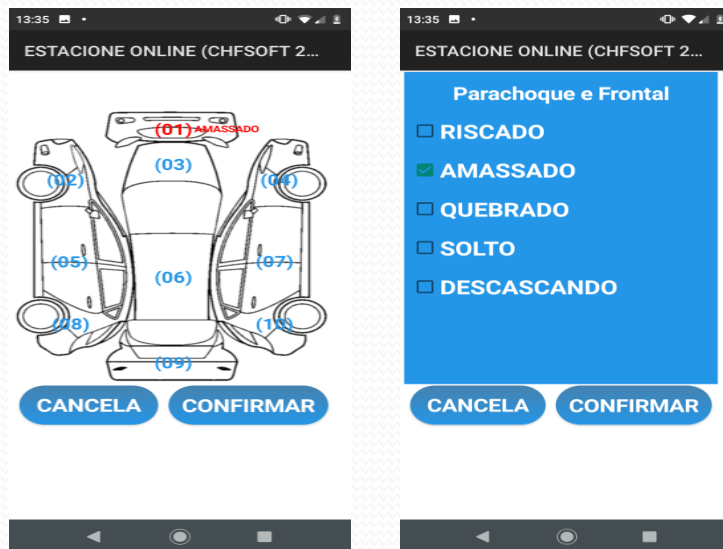 13:35
ESTACIONE ONLINE (CHFSOFT 2...
(01) AMASSADO
(03)
(02)
(04)
(05)
(06)
(07)
(08)
(10)
(09)
CANCELA
CONFIRMAR
13:35
ESTACIONE ONLINE (CHFSOFT 2...
Parachoque e Frontal
RISCADO
AMASSADO
QUEBRADO
SOLTO
DESCASCANDO
CANCELA
CONFIRMAR